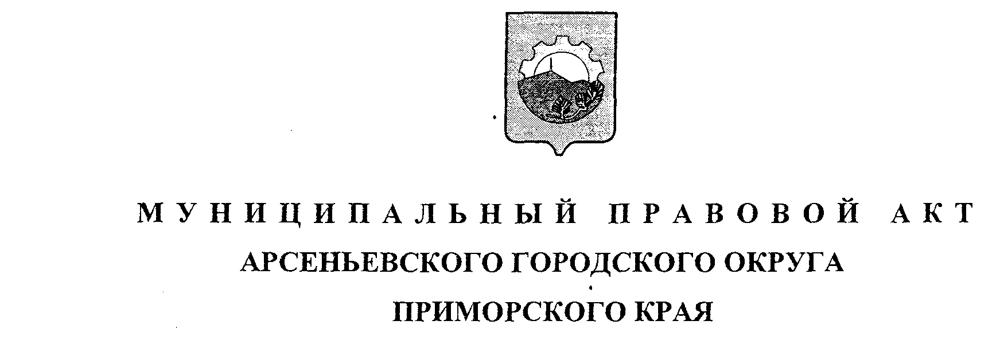 МУНИЦИПАЛЬНЫЙ ПРАВОВОЙ АКТ
АРСЕНЬЕВСКОГО ГОРОДСКОГО ОКРУГА
ПРИМОРСКОГО КРАЯ